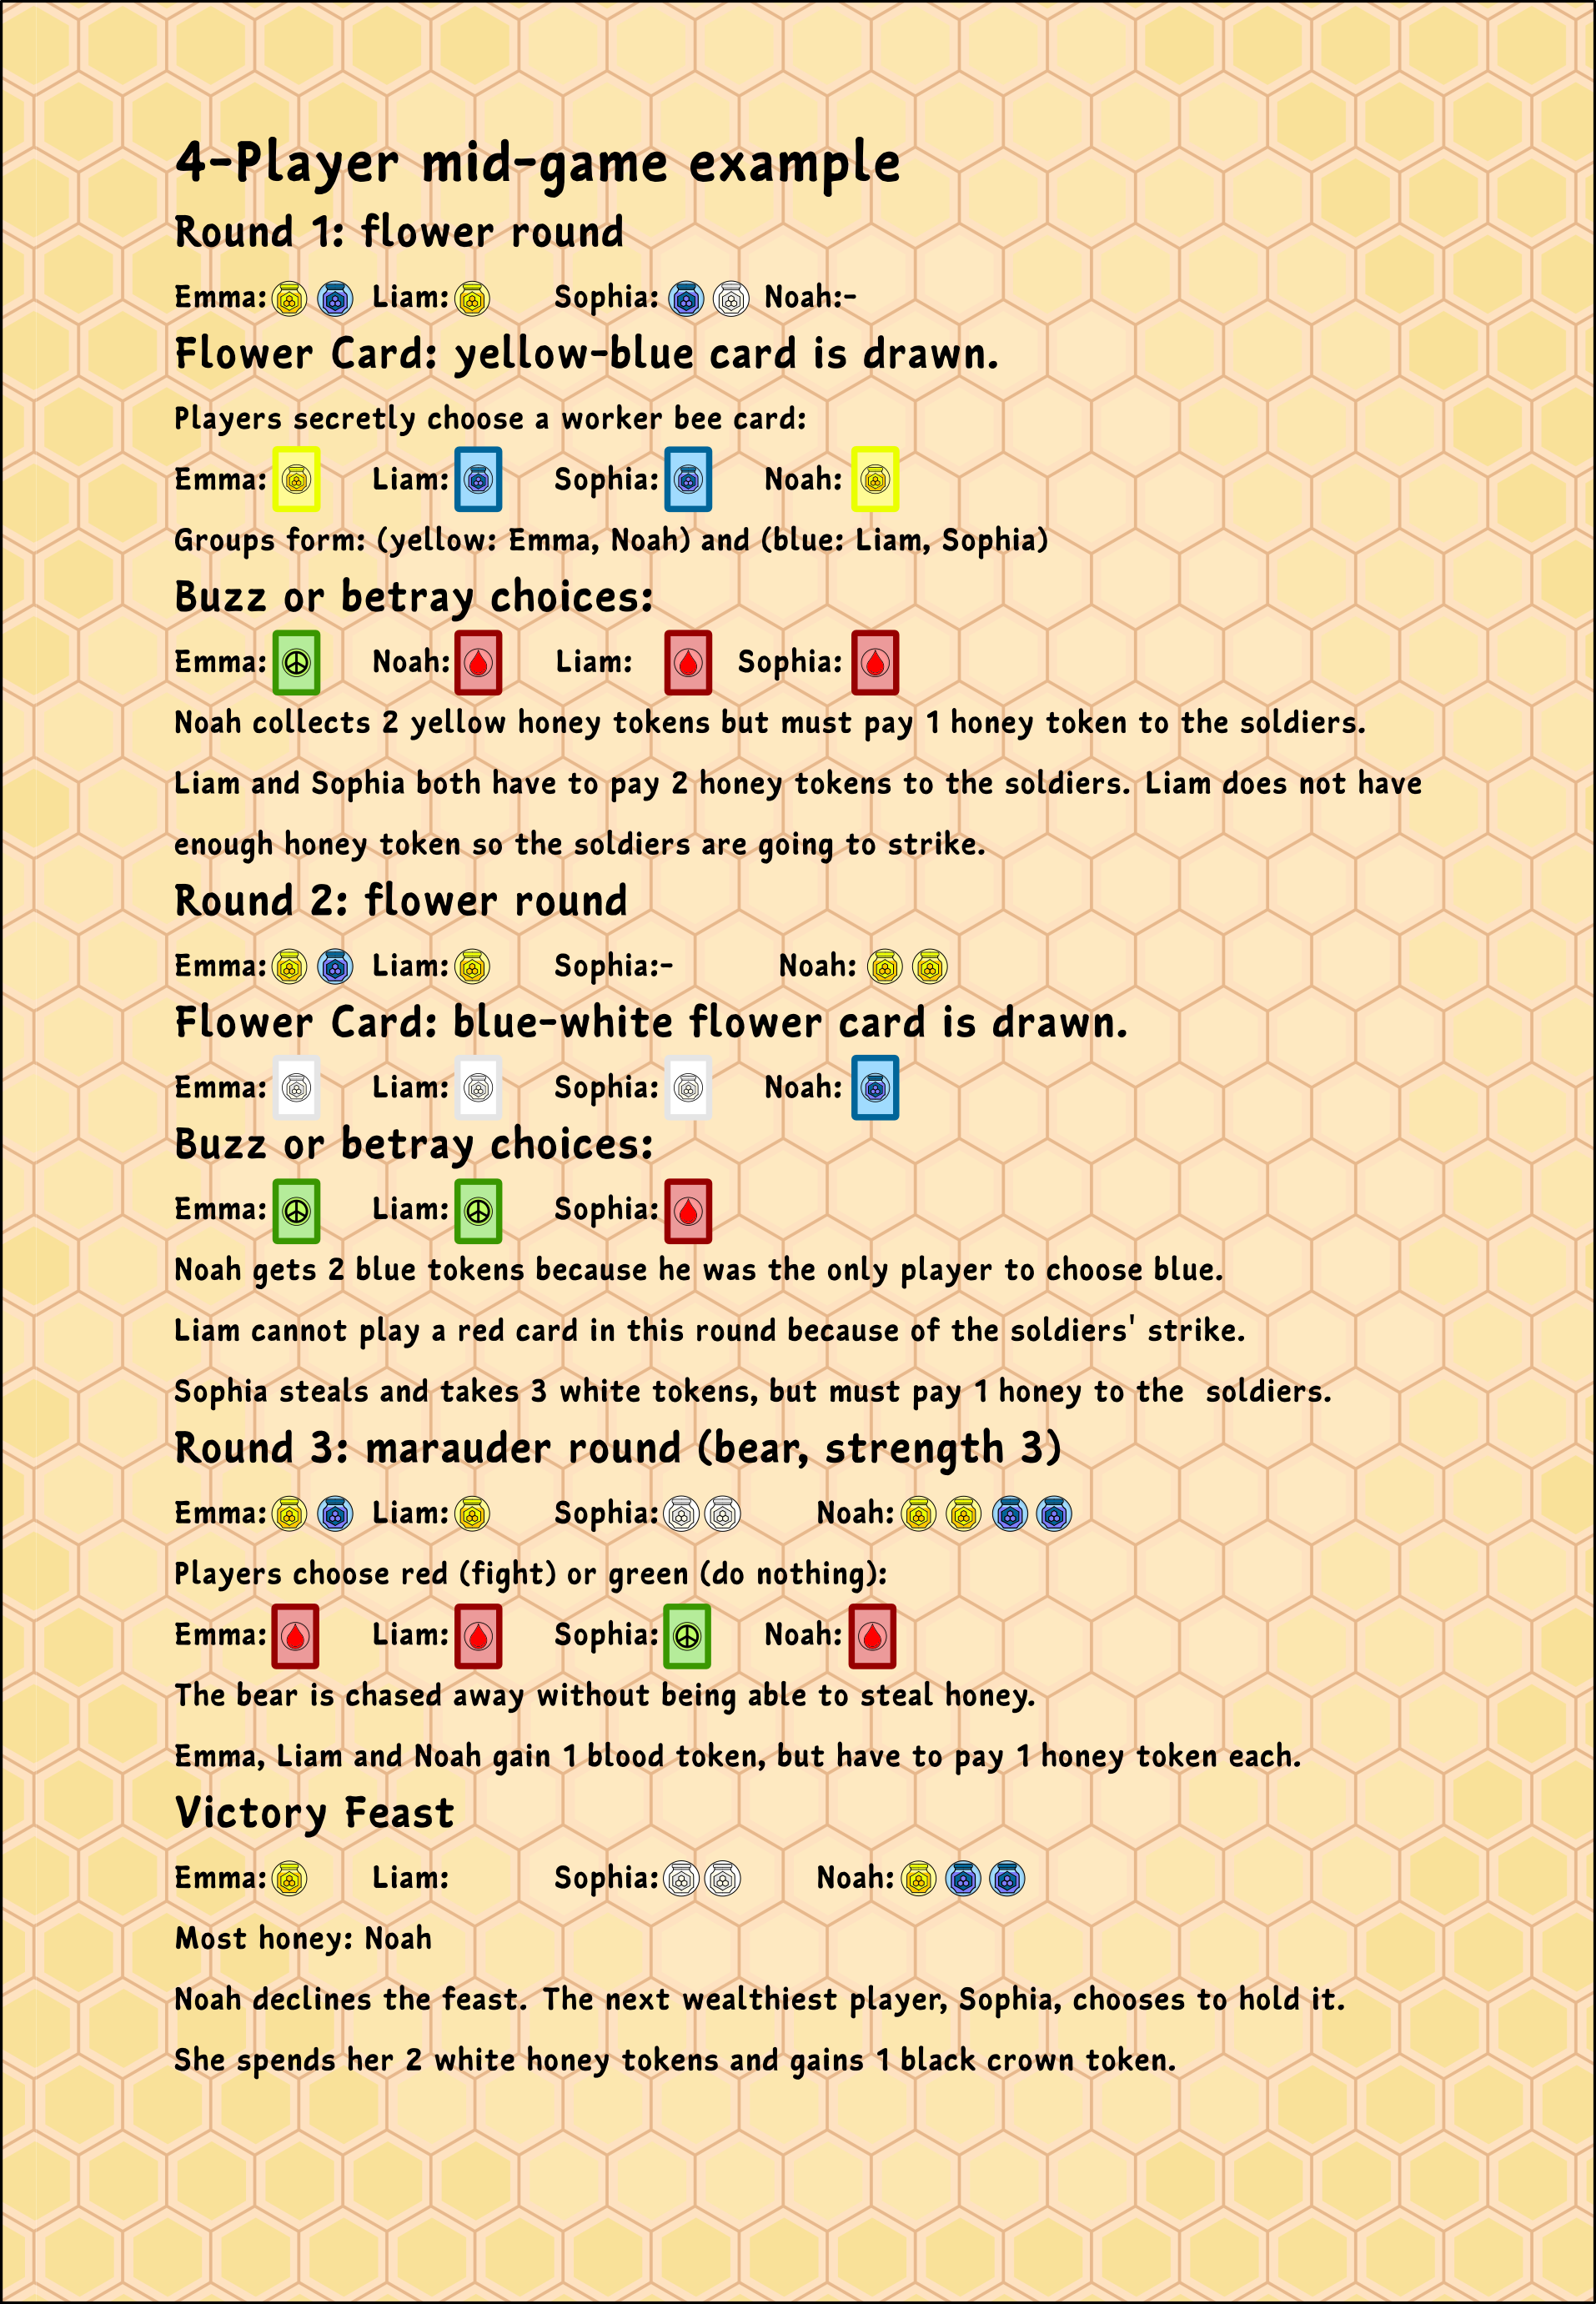 4-Player mid-game example
Round 1: flower round
Emma: Liam: Sophia: Noah:-
Flower Card: yellow-blue card is drawn.
Players secretly choose a worker bee card:
Emma: Liam: Sophia: Noah:
Groups form: (yellow: Emma, Noah) and (blue: Liam, Sophia)
Buzz or betray choices:
Emma: Noah: Liam: Sophia:
Noah collects 2 yellow honey tokens but must pay 1 honey token to the soldiers.
Liam and Sophia both have to pay 2 honey tokens to the soldiers. Liam does not have
enough honey token so the soldiers are going to strike.
Round 2: flower round
Emma: Liam: Sophia:- Noah:
Flower Card: blue-white flower card is drawn.
Emma: Liam: Sophia: Noah:
Buzz or betray choices:
Emma: Liam: Sophia:
Noah gets 2 blue tokens because he was the only player to choose blue.
Liam cannot play a red card in this round because of the soldiers' strike.
Sophia steals and takes 3 white tokens, but must pay 1 honey to the soldiers.
Round 3: marauder round (bear, strength 3)
Emma: Liam: Sophia: Noah:
Players choose red (fight) or green (do nothing):
Emma: Liam: Sophia: Noah:
The bear is chased away without being able to steal honey.
Emma, Liam and Noah gain 1 blood token, but have to pay 1 honey token each.
Victory Feast
Emma: Liam: Sophia: Noah:
Most honey: Noah
Noah declines the feast. The next wealthiest player, Sophia, chooses to hold it.
She spends her 2 white honey tokens and gains 1 black crown token.